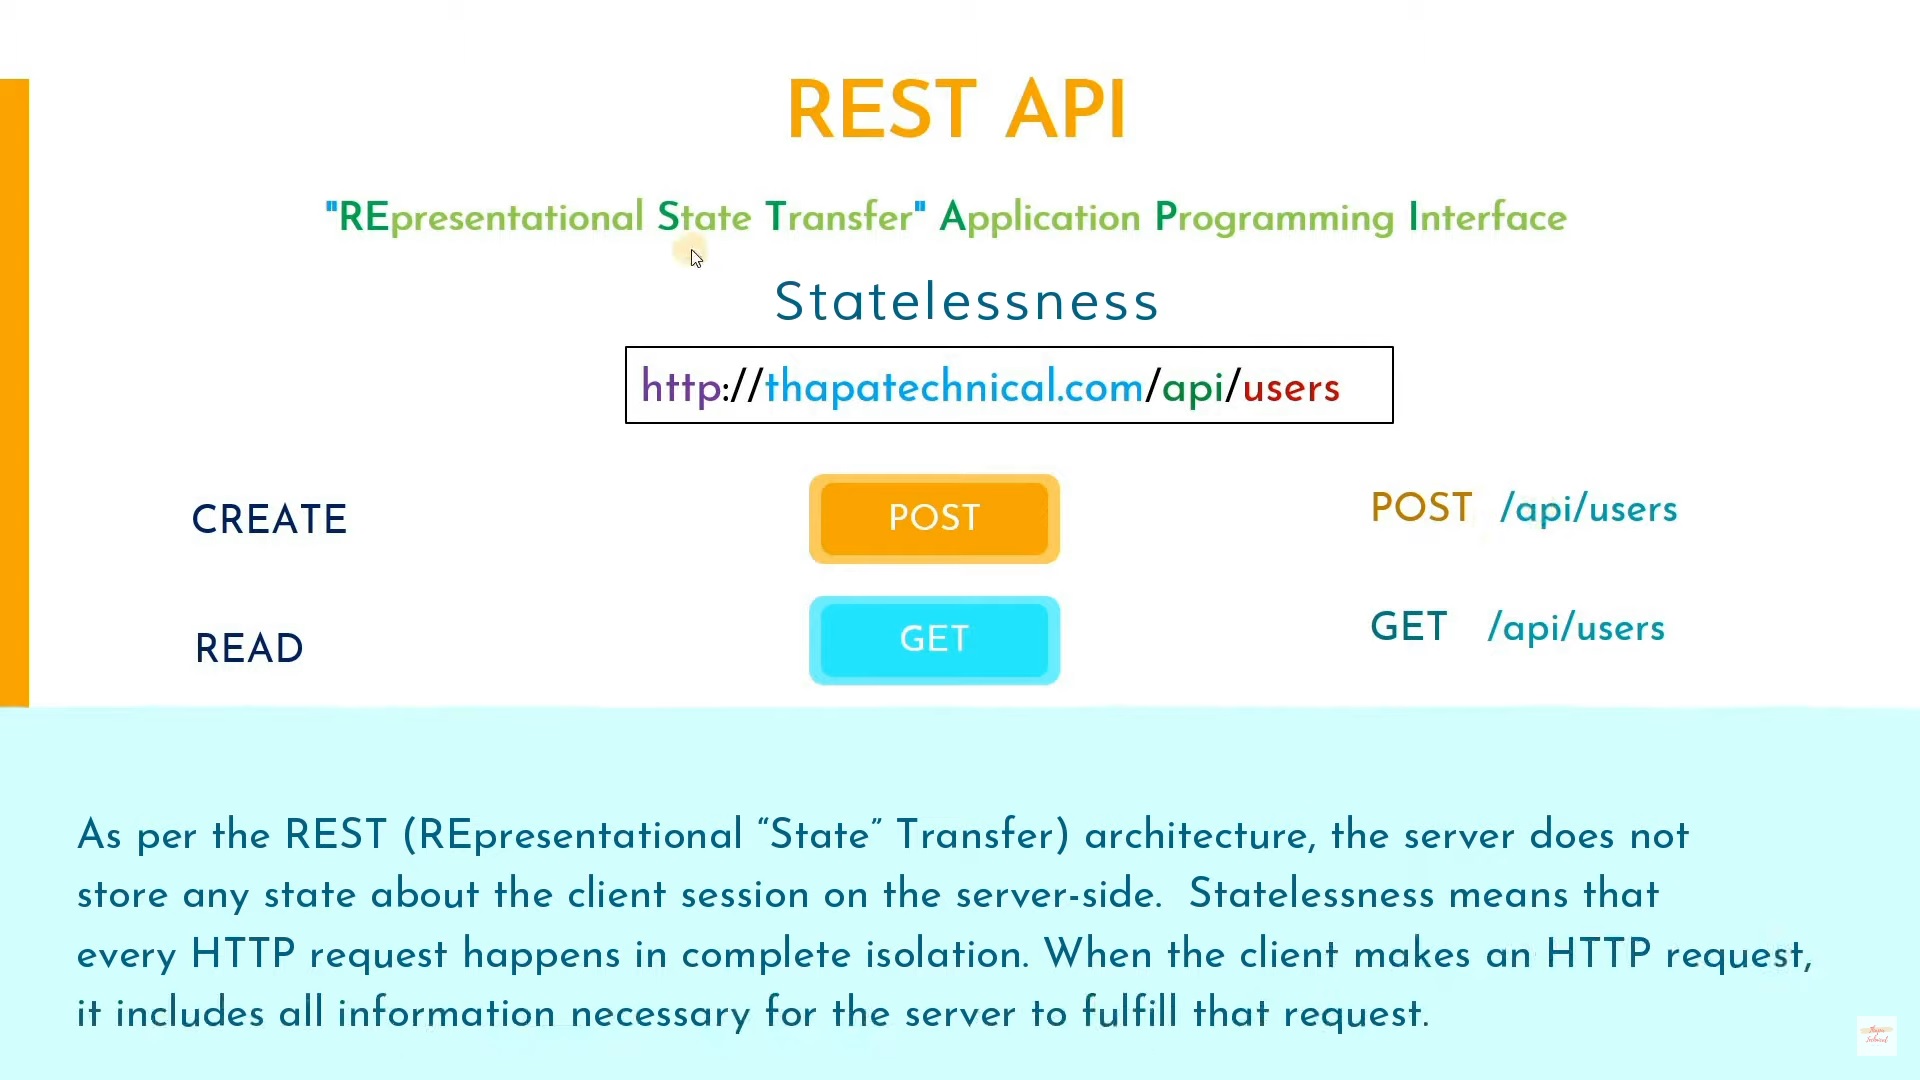 REST API
"REpresentational State Transfer" Application Programming Interface
Statelessness
http://thapatechnical.com/api/users
CREATE POST POST /api/users
READ GET GET /api/users
As per the REST (REpresentational “State” Transfer) architecture, the server does not
store any state about the client session on the server-side. Statelessness means that
every HTTP request happens in complete isolation. When the client makes an HTTP request,
it includes all information necessary for the server to fulfill that request.